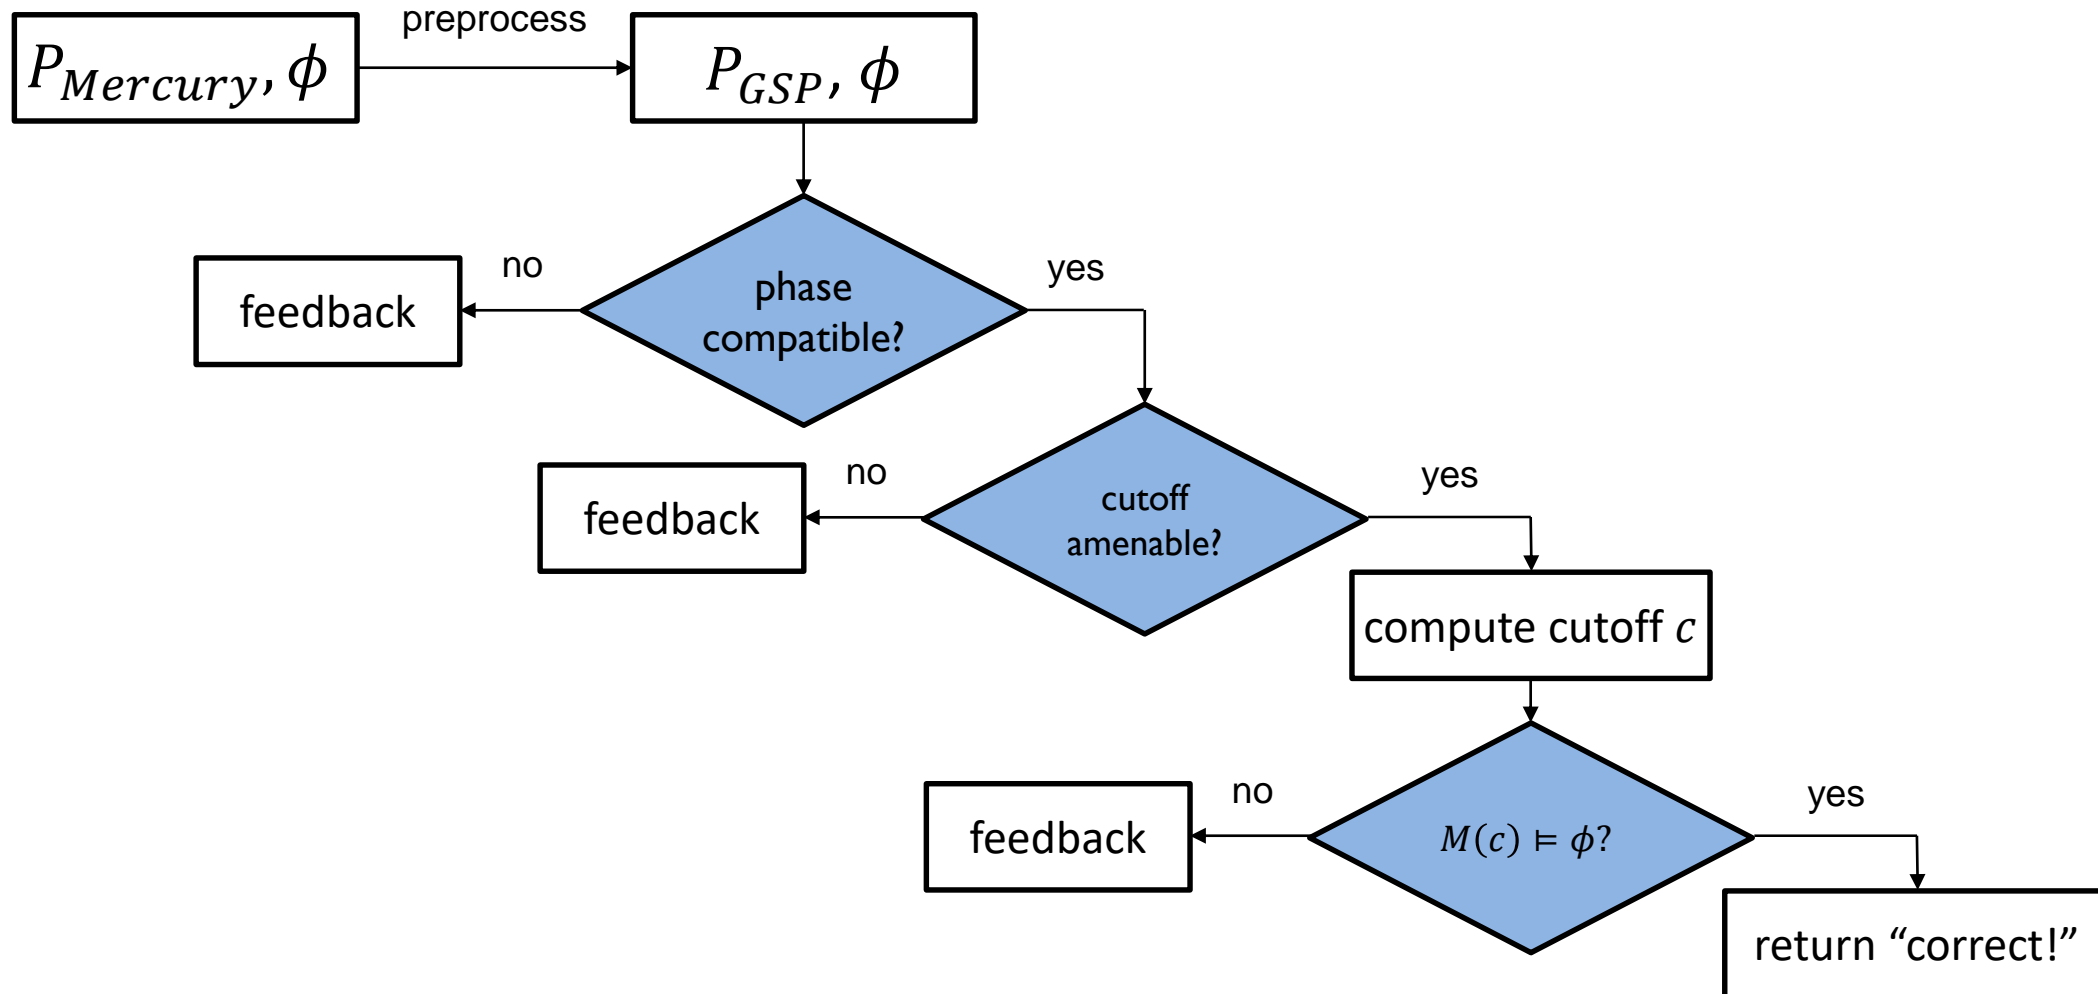 preprocess
P_{Mercury}, ϕ
P_{GSP}, ϕ
no
yes
feedback
phase
compatible?
no
yes
feedback
cutoff
amenable?
compute cutoff c
no
yes
feedback
M(c) ⊨ ϕ?
return “correct!”